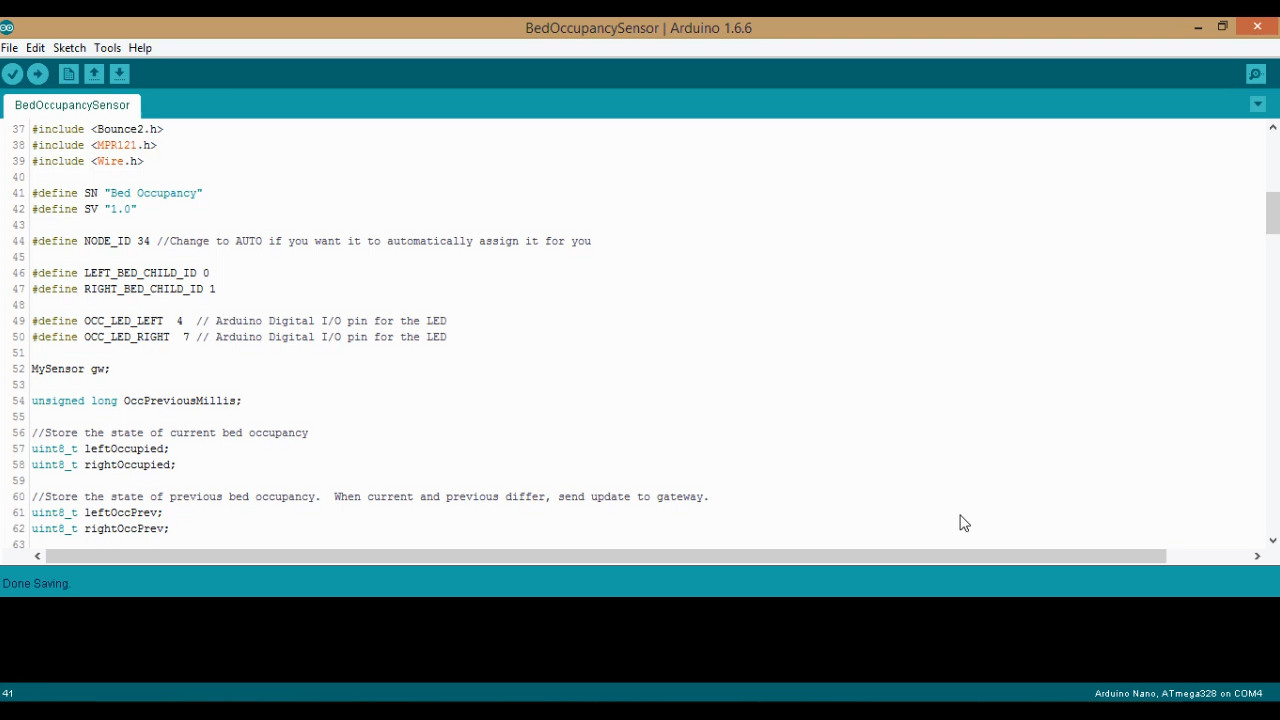 BedOccupancySensor | Arduino 1.6.6
File Edit Sketch Tools Help
BedOccupancySensor
37 #include <Bounce2.h>
38 #include <MPR121.h>
39 #include <Wire.h>
40
41 #define SN "Bed Occupancy"
42 #define SV "1.0"
43
44 #define NODE_ID 34 //Change to AUTO if you want it to automatically assign it for you
45
46 #define LEFT_BED_CHILD_ID 0
47 #define RIGHT_BED_CHILD_ID 1
48
49 #define OCC_LED_LEFT  4  // Arduino Digital I/O pin for the LED
50 #define OCC_LED_RIGHT  7 // Arduino Digital I/O pin for the LED
51
52 MySensor gw;
53
54 unsigned long OccPreviousMillis;
55
56 //Store the state of current bed occupancy
57 uint8_t leftOccupied;
58 uint8_t rightOccupied;
59
60 //Store the state of previous bed occupancy.  When current and previous differ, send update to gateway.
61 uint8_t leftOccPrev;
62 uint8_t rightOccPrev;
63
Done Saving.
41 Arduino Nano, ATmega328 on COM4